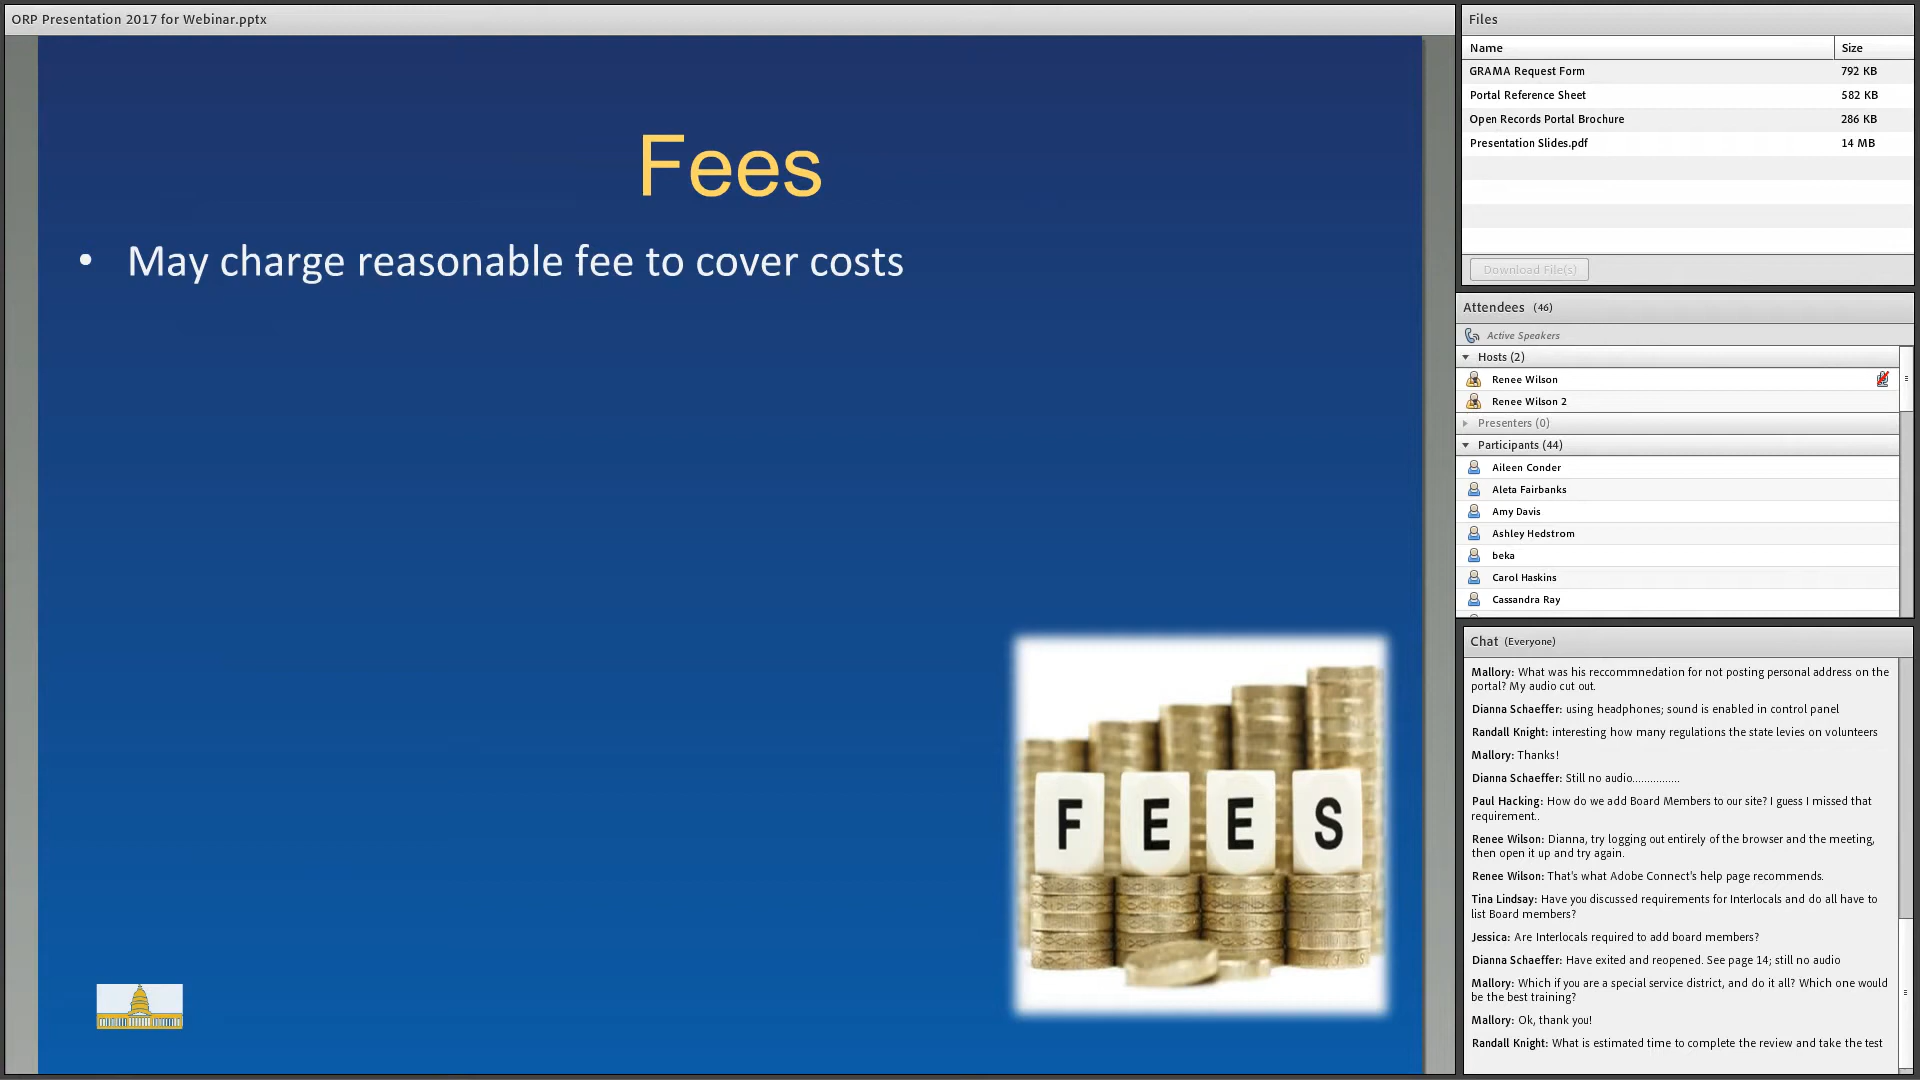 ORP Presentation 2017 for Webinar.pptx
Fees
• May charge reasonable fee to cover costs
F E E S
Files
Name Size
GRAMA Request Form 792 KB
Portal Reference Sheet 582 KB
Open Records Portal Brochure 286 KB
Presentation Slides.pdf 14 MB
Download File(s)
Attendees (46)
Active Speakers
Hosts (2)
Renee Wilson
Renee Wilson 2
Presenters (0)
Participants (44)
Aileen Conder
Aleta Fairbanks
Amy Davis
Ashley Hedstrom
beka
Carol Haskins
Cassandra Ray
Chat (Everyone)
Mallory: What was his reccommnedation for not posting personal address on the
portal? My audio cut out.
Dianna Schaeffer: using headphones; sound is enabled in control panel
Randall Knight: interesting how many regulations the state levies on volunteers
Mallory: Thanks!
Dianna Schaeffer: Still no audio...............
Paul Hacking: How do we add Board Members to our site? I guess I missed that
requirement..
Renee Wilson: Dianna, try logging out entirely of the browser and the meeting,
then open it up and try again.
Renee Wilson: That's what Adobe Connect's help page recommends.
Tina Lindsay: Have you discussed requirements for Interlocals and do all have to
list Board members?
Jessica: Are Interlocals required to add board members?
Dianna Schaeffer: Have exited and reopened. See page 14; still no audio
Mallory: Which if you are a special service district, and do it all? Which one would
be the best training?
Mallory: Ok, thank you!
Randall Knight: What is estimated time to complete the review and take the test